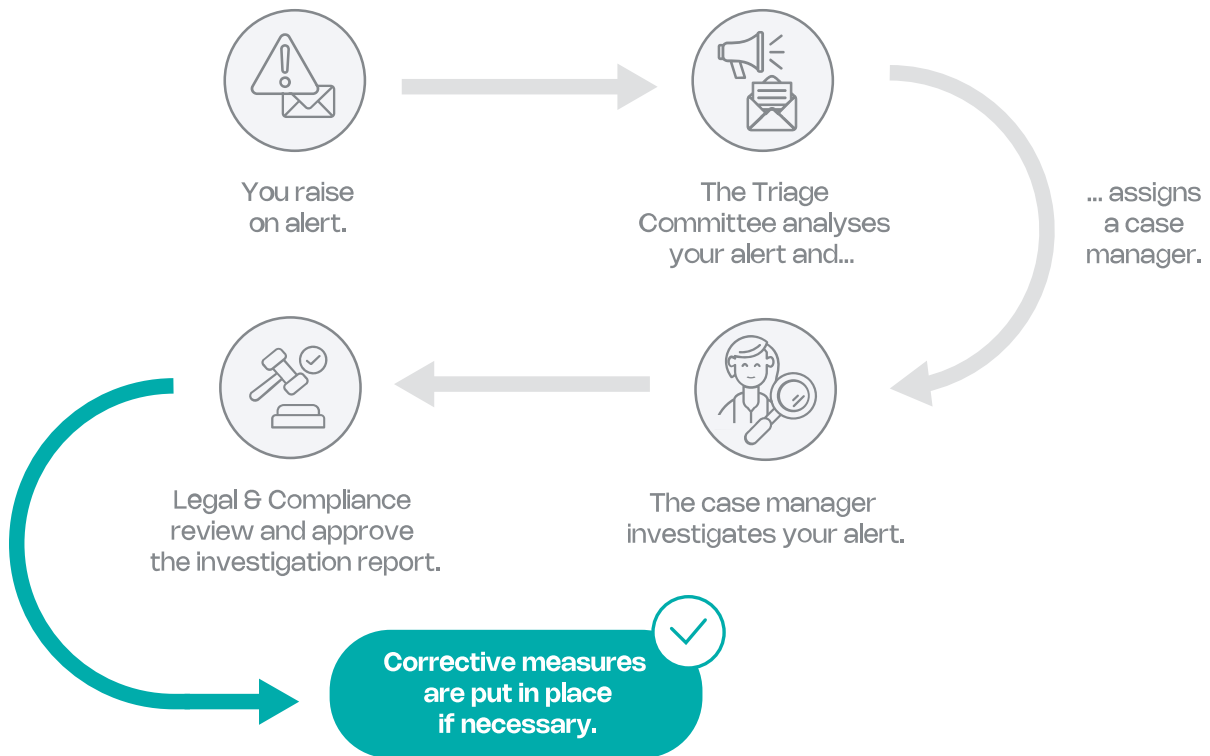 You raise
on alert.
The Triage
Committee analyses
your alert and...
... assigns
a case
manager.
The case manager
investigates your alert.
Legal & Compliance
review and approve
the investigation report.
Corrective measures
are put in place
if necessary.